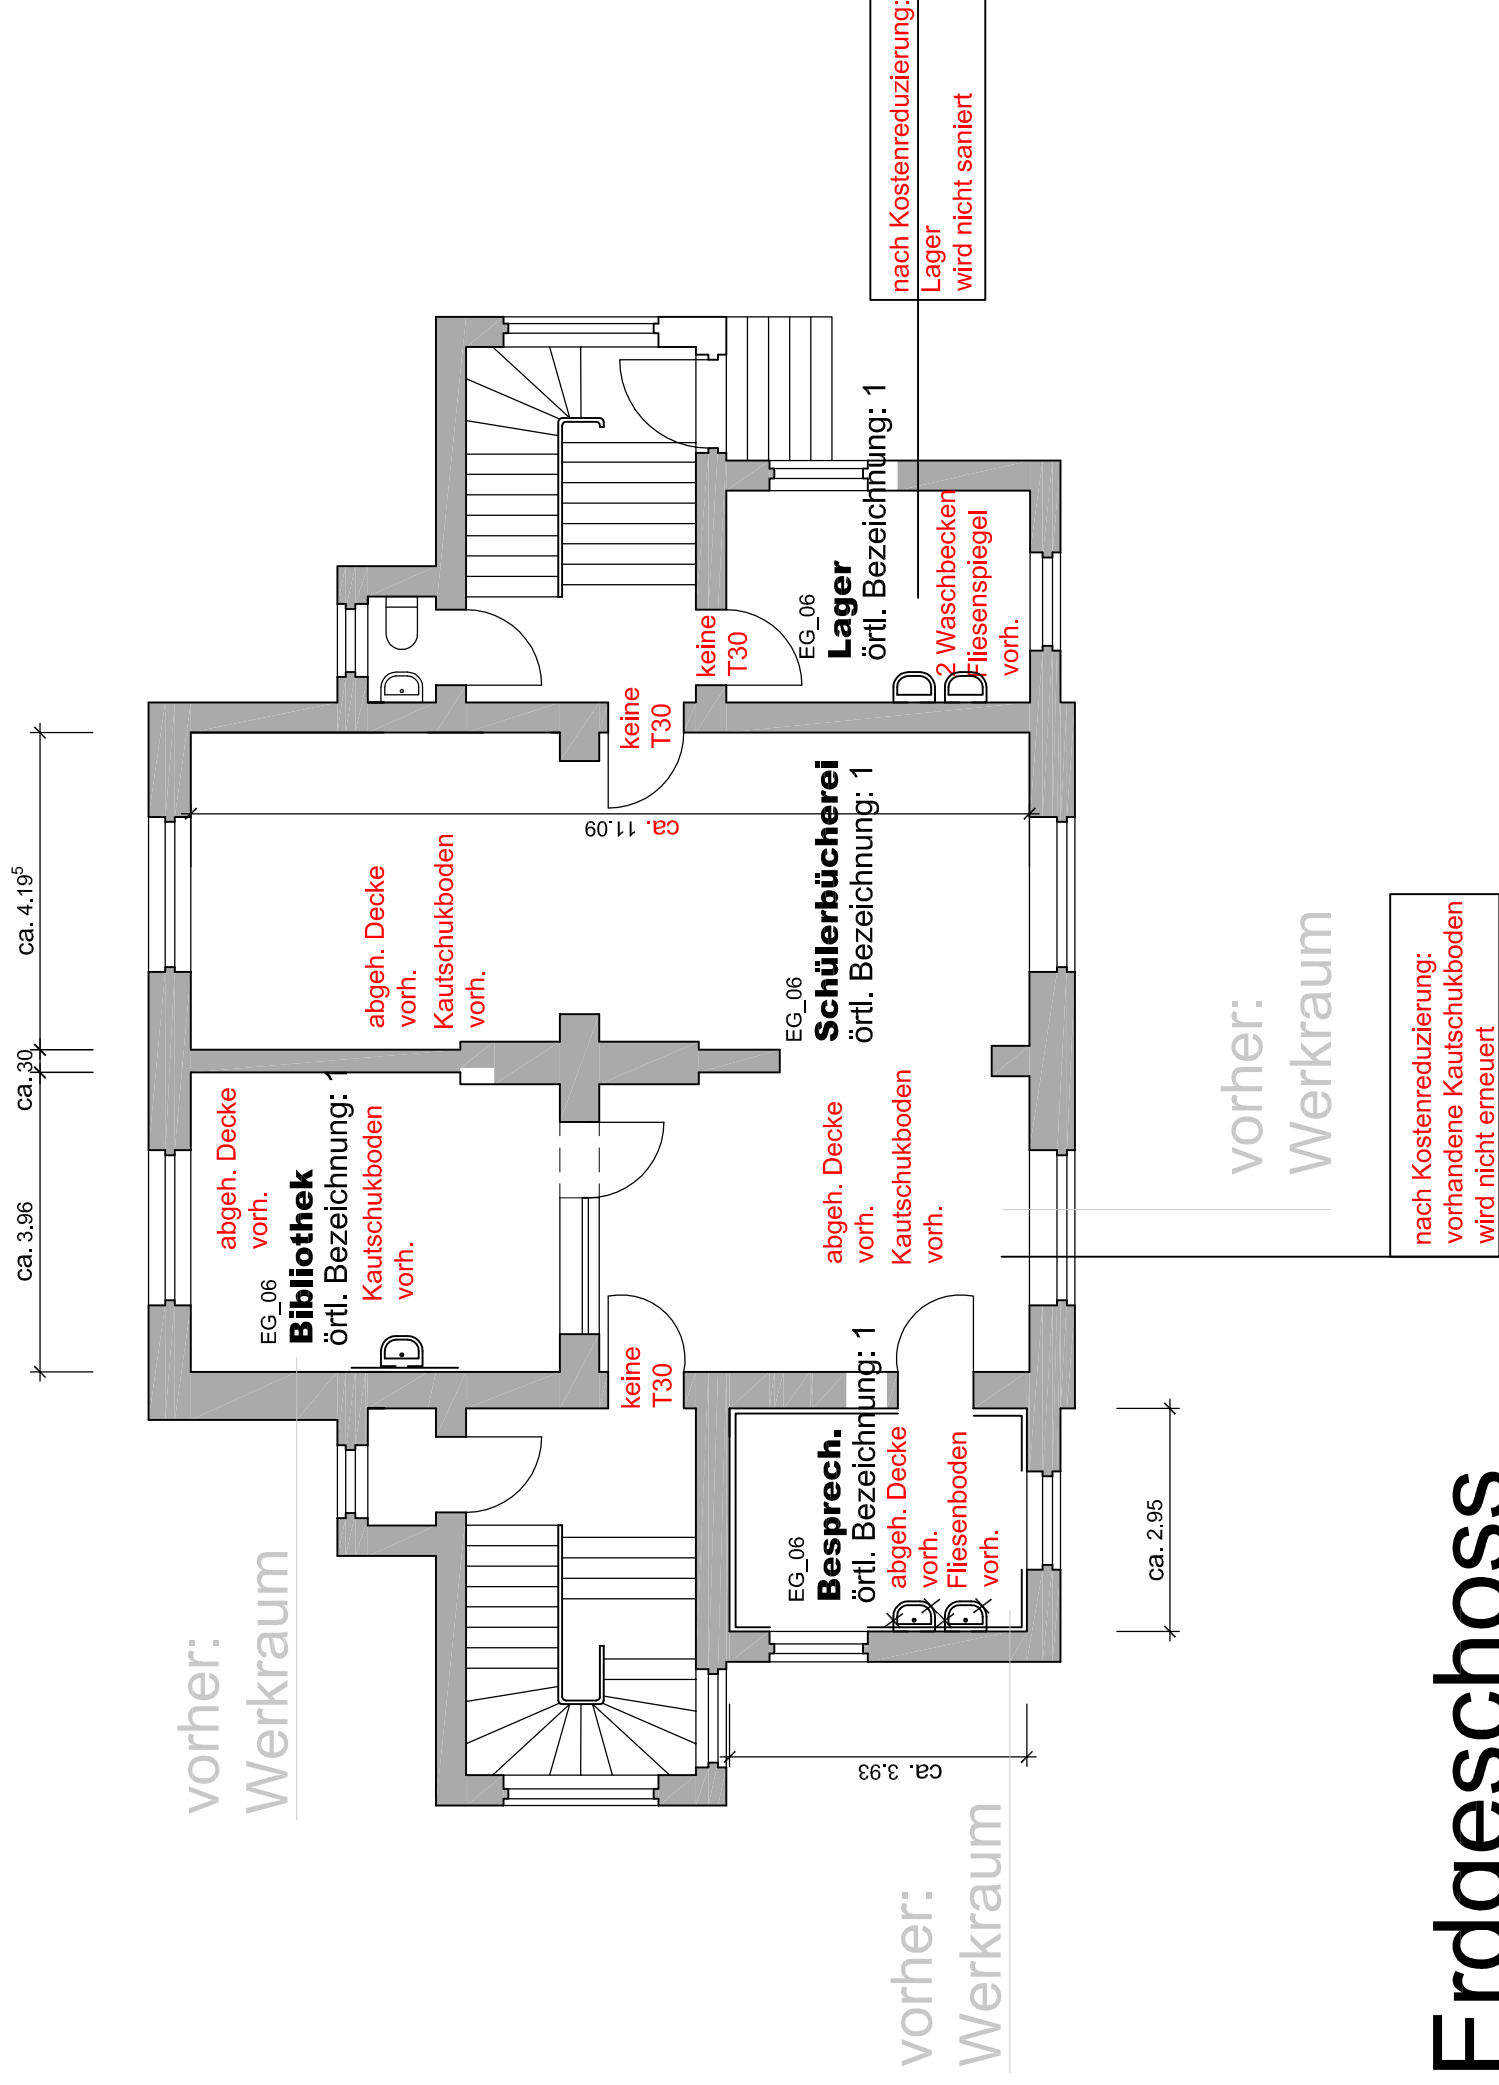 nach Kostenreduzierung:
Lager
wird nicht saniert
ca. 3.96
ca. 30
ca. 4.19⁵
abgeh. Decke
vorh.
EG_06
Bibliothek
örtl. Bezeichnung: 1
Kautschukboden
vorh.
abgeh. Decke
vorh.
Kautschukboden
vorh.
ca. 11.09
EG_06
Schülerbücherei
örtl. Bezeichnung: 1
abgeh. Decke
vorh.
Kautschukboden
vorh.
keine
T30
keine
T30
keine
T30
EG_06
Lager
örtl. Bezeichnung: 1
2 Waschbecken
Fliesenspiegel
vorh.
EG_06
Besprech.
örtl. Bezeichnung: 1
abgeh. Decke
vorh.
Fliesenboden
vorh.
ca. 2.95
ca. 3.93
vorher:
Werkraum
vorher:
Werkraum
vorher:
Werkraum
nach Kostenreduzierung:
vorhandene Kautschukboden
wird nicht erneuert
Erdgeschoss